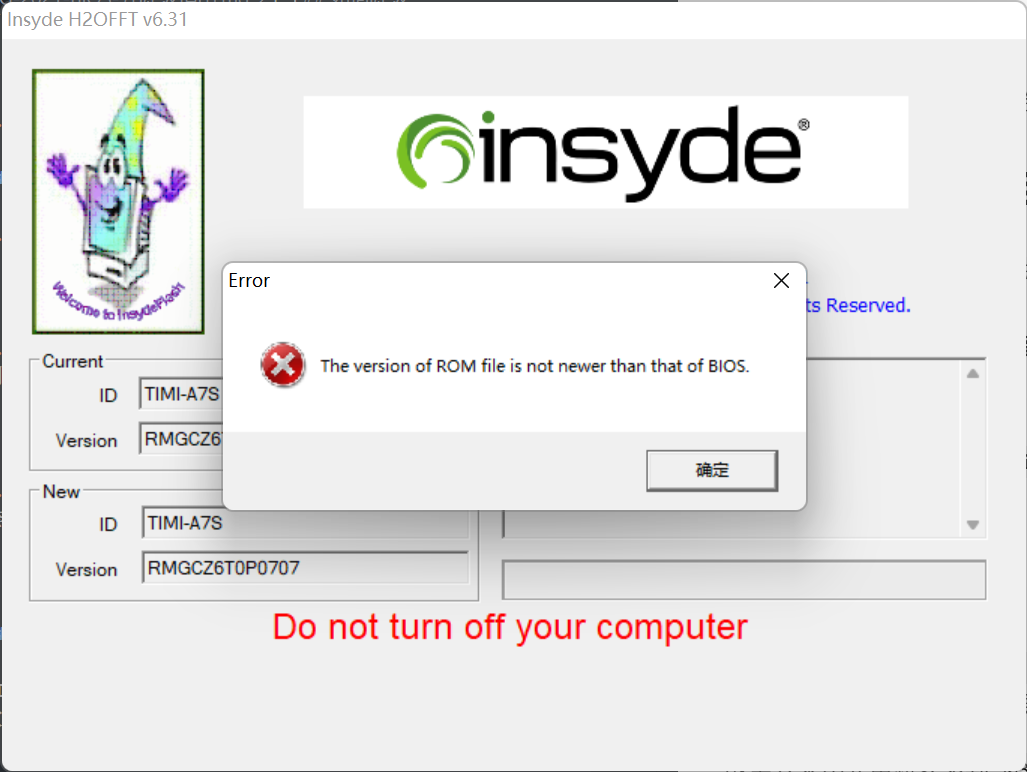 Insyde H2OFFT v6.31
insyde®
Welcome to InsydeFlash
ts Reserved.
Error
The version of ROM file is not newer than that of BIOS.
确定
Current
ID TIMI-A7S
Version RMGCZ6
New
ID TIMI-A7S
Version RMGCZ6T0P0707
Do not turn off your computer